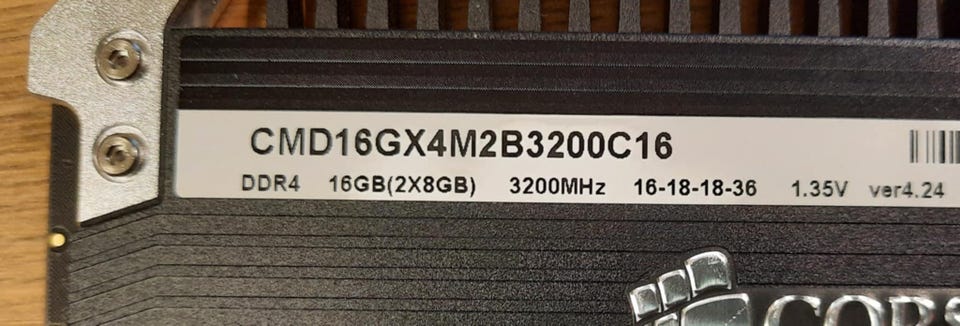 CMD16GX4M2B3200C16
DDR4 16GB(2X8GB) 3200MHz 16-18-18-36 1.35V ver4.24